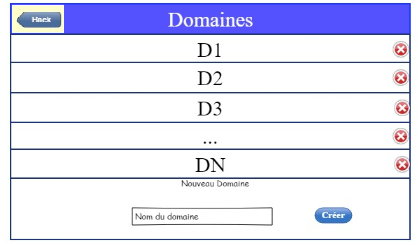 Back
Domaines
D1
D2
D3
...
DN
Nouveau Domaine
Nom du domaine
Créer